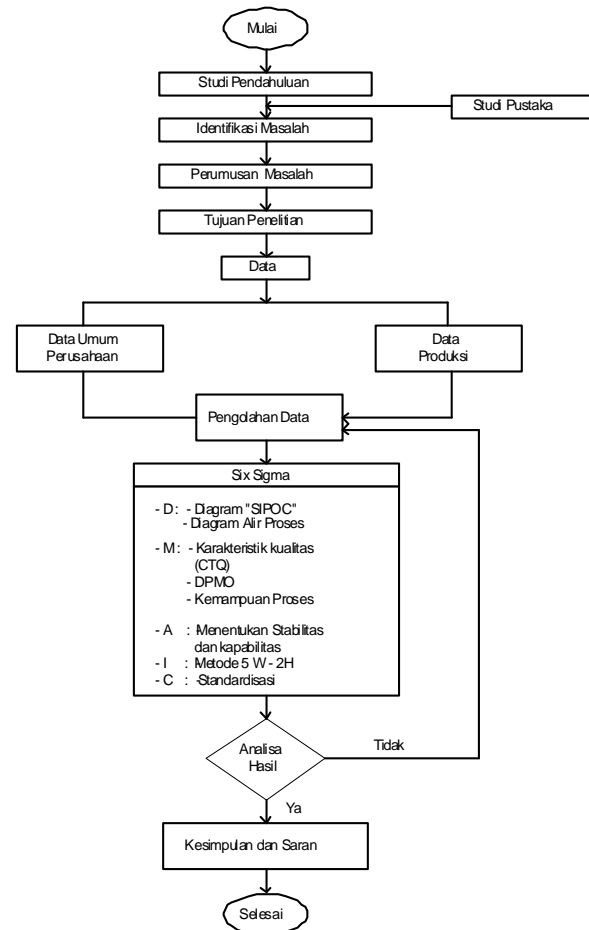 Mulai
Studi Pendahuluan
Studi Pustaka
Identifikasi Masalah
Perumusan Masalah
Tujuan Penelitian
Data
Data Umum
Perusahaan
Data
Produksi
Pengolahan Data
Six Sigma
- D : - Diagram "SIPOC"
- Diagram Alir Proses
- M : - Karakteristik kualitas
(CTQ)
- DPMO
- Kemampuan Proses
- A : -Menentukan Stabilitas
dan kapabilitas
- I : -Metode 5 W - 2H
- C : -Standardisasi
Analisa
Hasil
Tidak
Ya
Kesimpulan dan Saran
Selesai